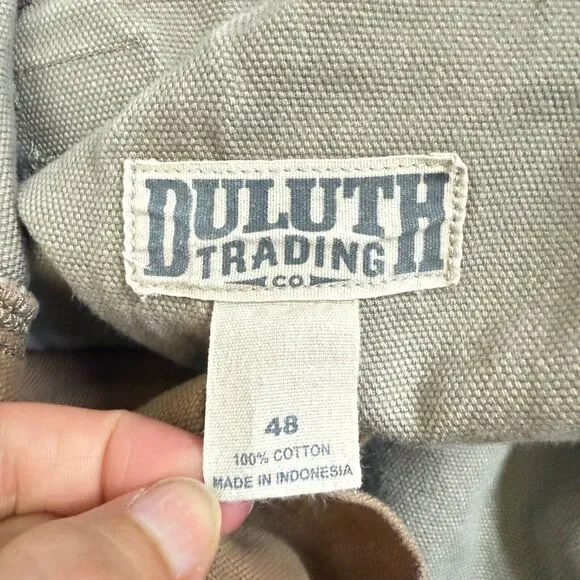 DULUTH
TRADING
CO
48
100% COTTON
MADE IN INDONESIA